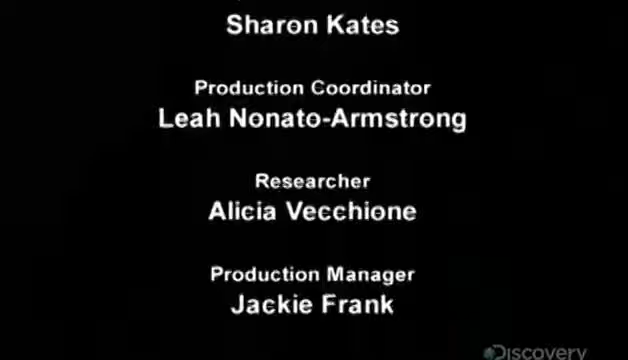 Sharon Kates
Production Coordinator
Leah Nonato-Armstrong
Researcher
Alicia Vecchione
Production Manager
Jackie Frank
Discovery